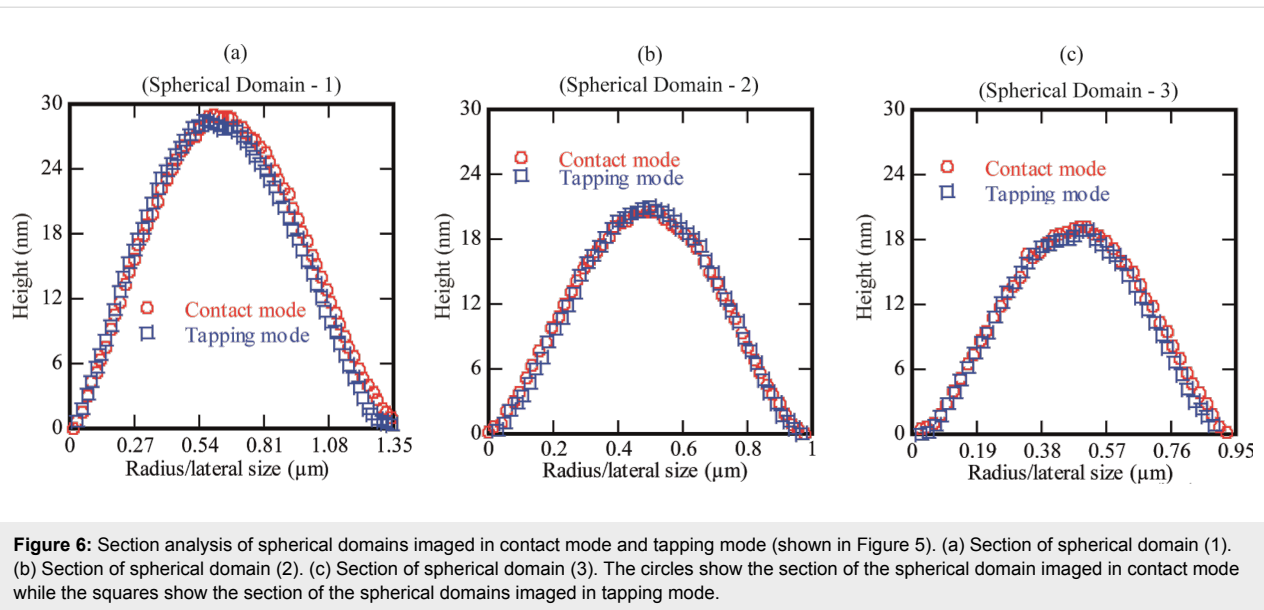 (a)
(Spherical Domain - 1)
30
24
18
12
6
0
Height (nm)
Contact mode
Tapping mode
0 0.27 0.54 0.81 1.08 1.35
Radius/lateral size (µm)
(b)
(Spherical Domain - 2)
30
24
18
12
6
0
Height (nm)
Contact mode
Tapping mode
0.2 0.4 0.6 0.8 1
Radius/lateral size (µm)
(c)
(Spherical Domain - 3)
30
24
18
12
6
0
Height (nm)
Contact mode
Tapping mode
0 0.19 0.38 0.57 0.76 0.95
Radius/lateral size (µm)
Figure 6: Section analysis of spherical domains imaged in contact mode and tapping mode (shown in Figure 5). (a) Section of spherical domain (1).
(b) Section of spherical domain (2). (c) Section of spherical domain (3). The circles show the section of the spherical domain imaged in contact mode
while the squares show the section of the spherical domains imaged in tapping mode.